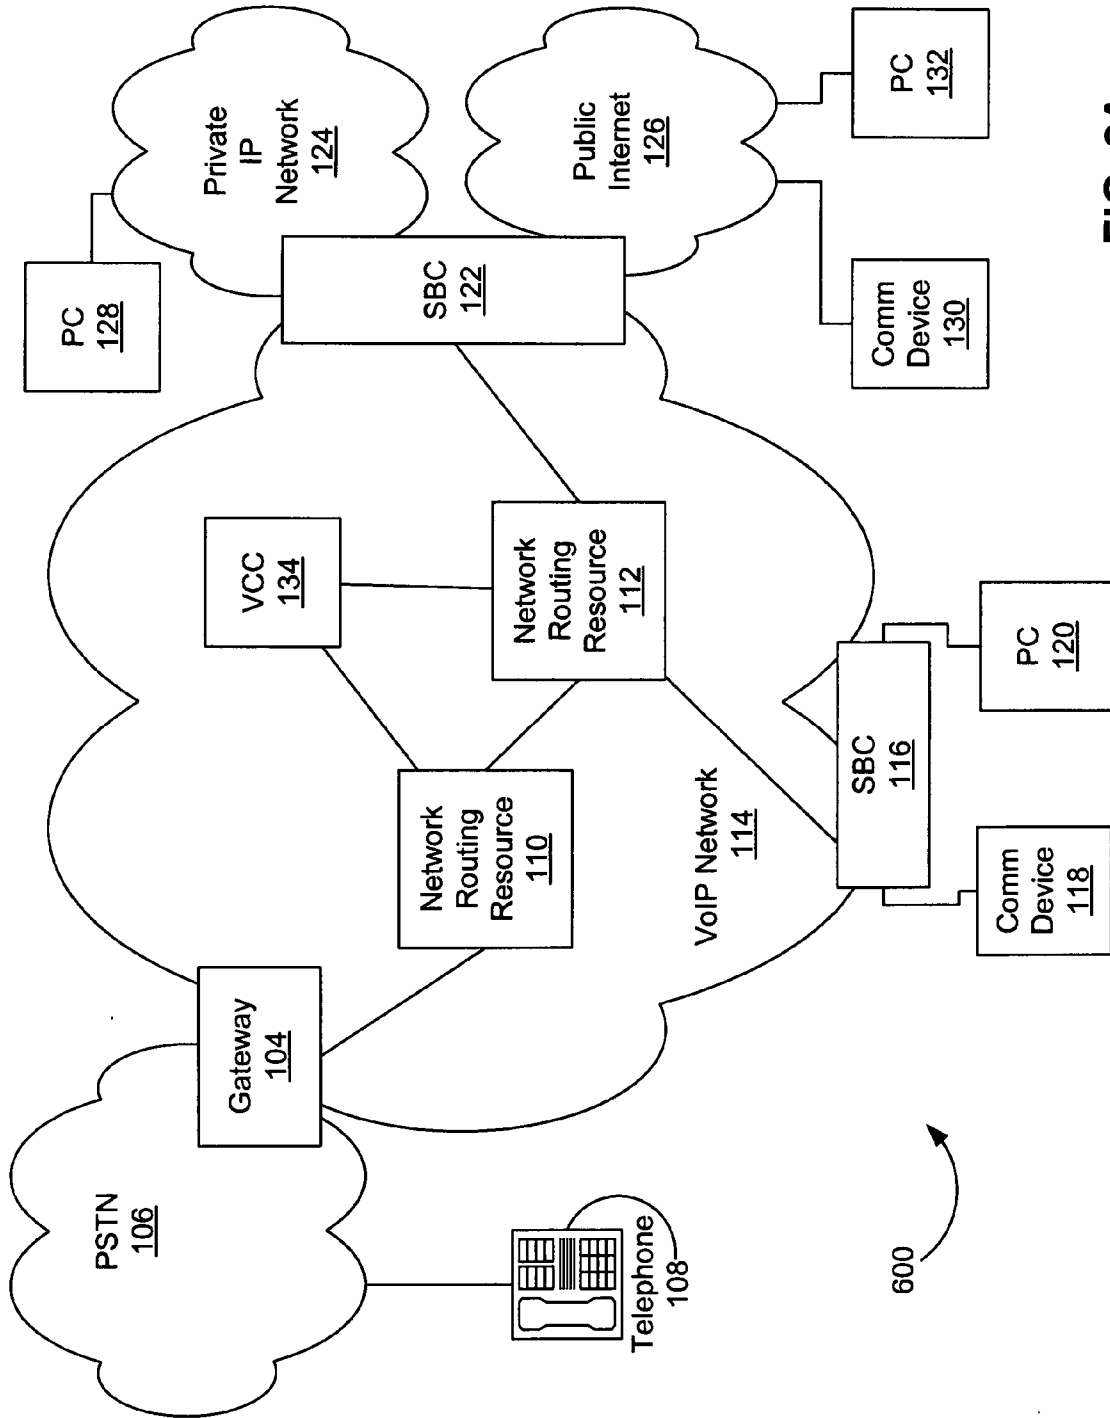 PSTN
106
Gateway
104
Telephone
108
Network
Routing
Resource
110
VCC
134
Network
Routing
Resource
112
VoIP Network
114
PC
128
Private
IP
Network
124
SBC
122
Public
Internet
126
Comm
Device
130
PC
132
SBC
116
Comm
Device
118
PC
120
600